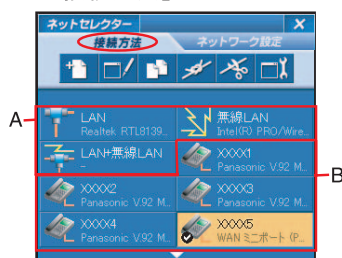 ネットセレクター X
接続方法 ネットワーク設定
A
LAN
Realtek RTL8139...
無線LAN
Intel(R) PRO/Wire...
LAN+無線LAN
-
XXXX1
Panasonic V.92 M...
B
XXXX2
Panasonic V.92 M...
XXXX3
Panasonic V.92 M...
XXXX4
Panasonic V.92 M...
XXXX5
WAN ミニポート (P...